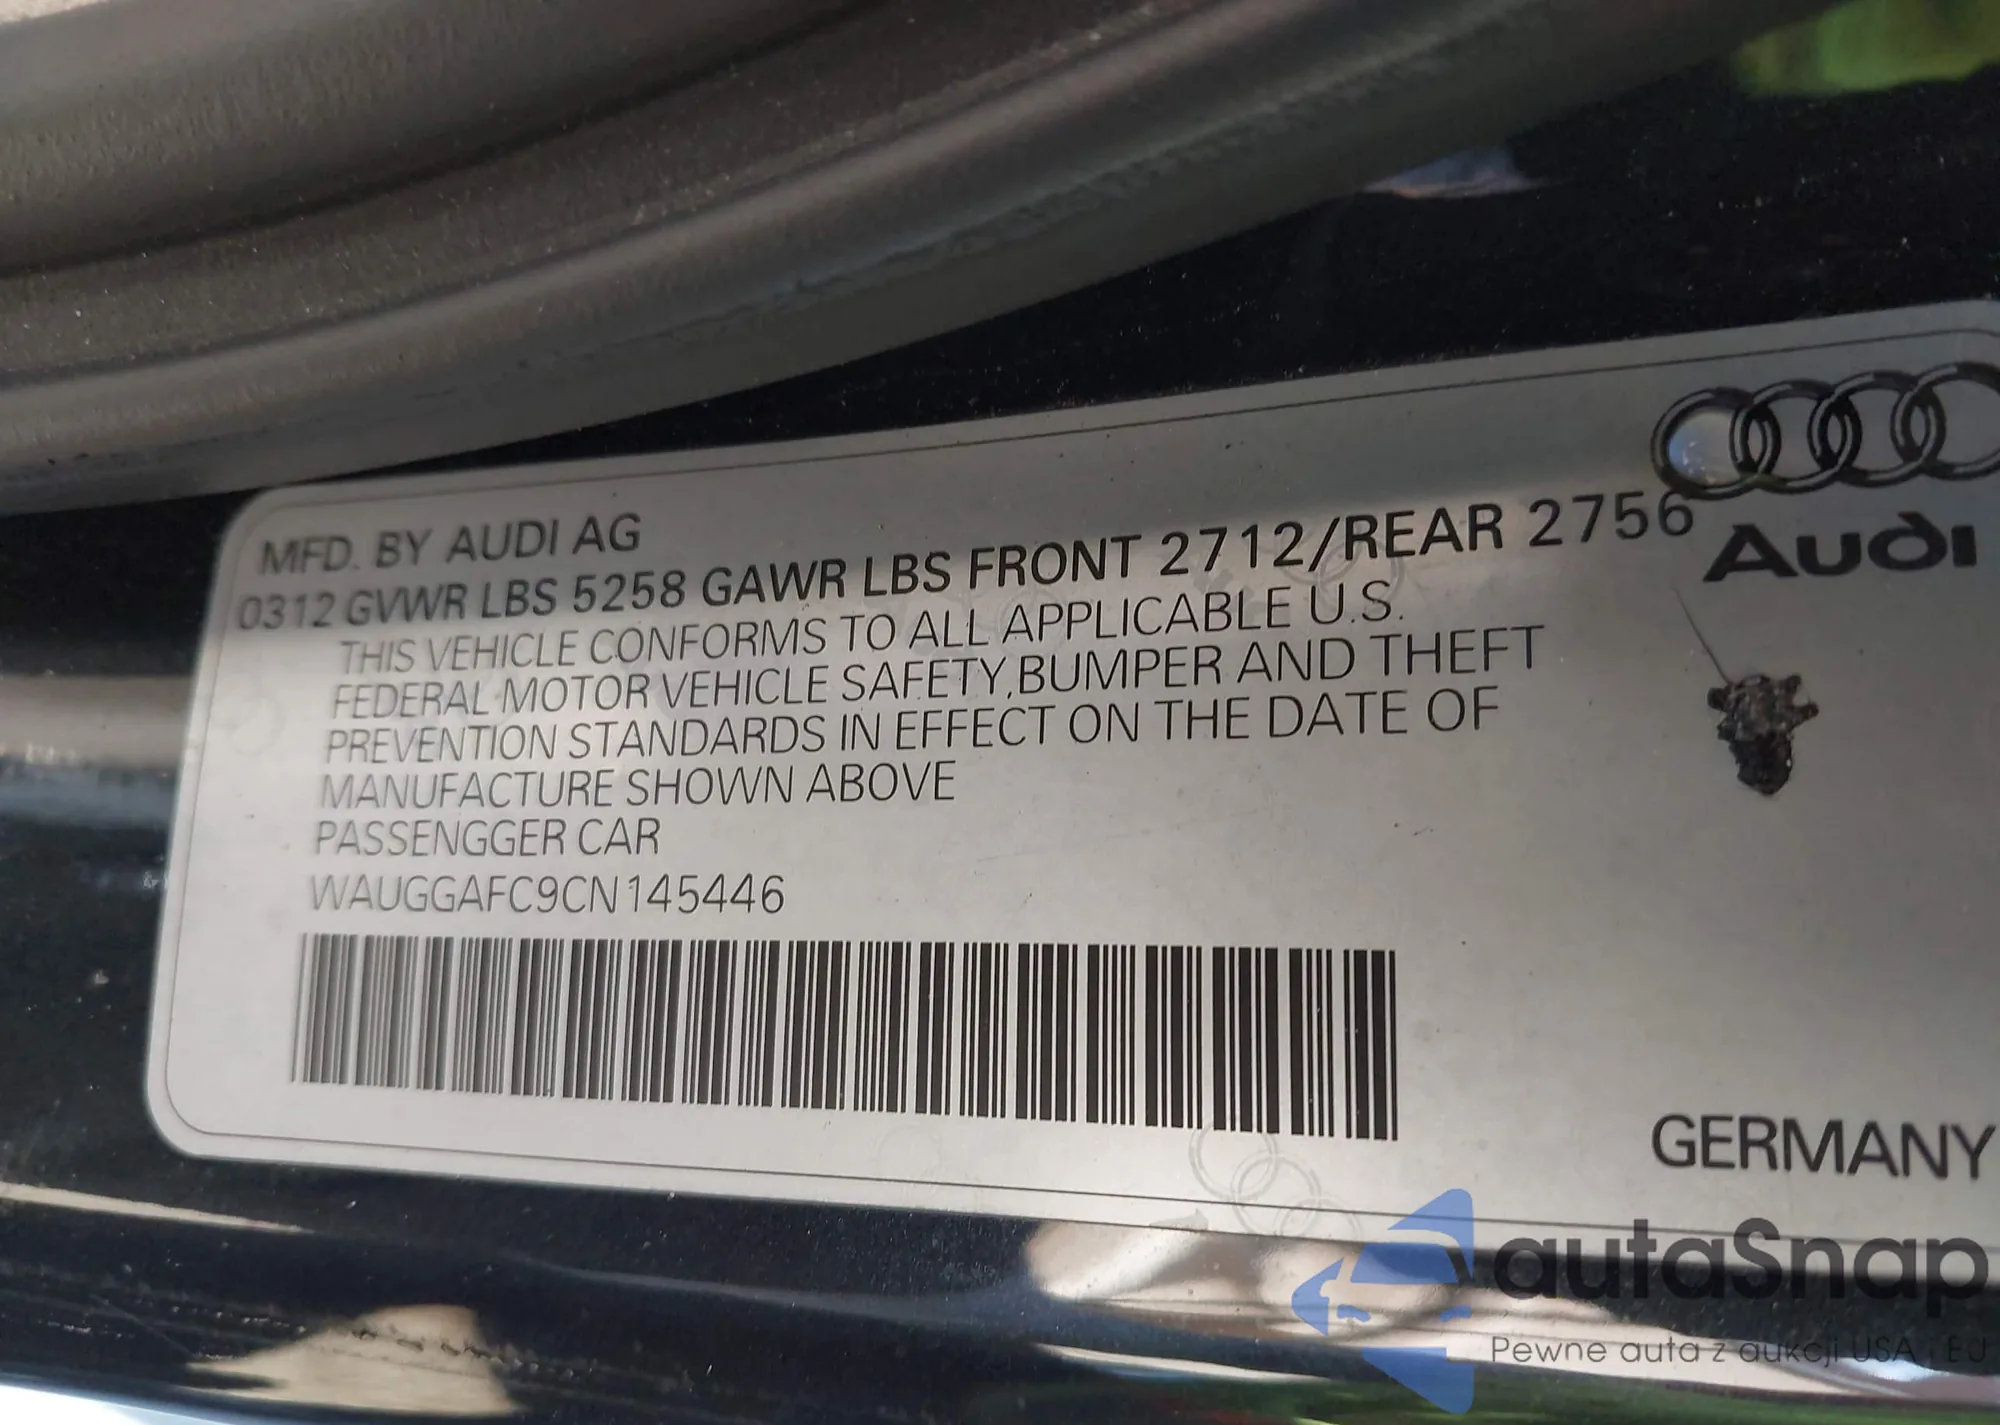 MFD. BY AUDI AG
0312 GVWR LBS 5258 GAWR LBS FRONT 2712/REAR 2756
Audi
THIS VEHICLE CONFORMS TO ALL APPLICABLE U.S.
FEDERAL MOTOR VEHICLE SAFETY,BUMPER AND THEFT
PREVENTION STANDARDS IN EFFECT ON THE DATE OF
MANUFACTURE SHOWN ABOVE
PASSENGGER CAR
WAUGGAFC9CN145446
GERMANY
autaSnap
Pewne auta z aukcji USA i EU